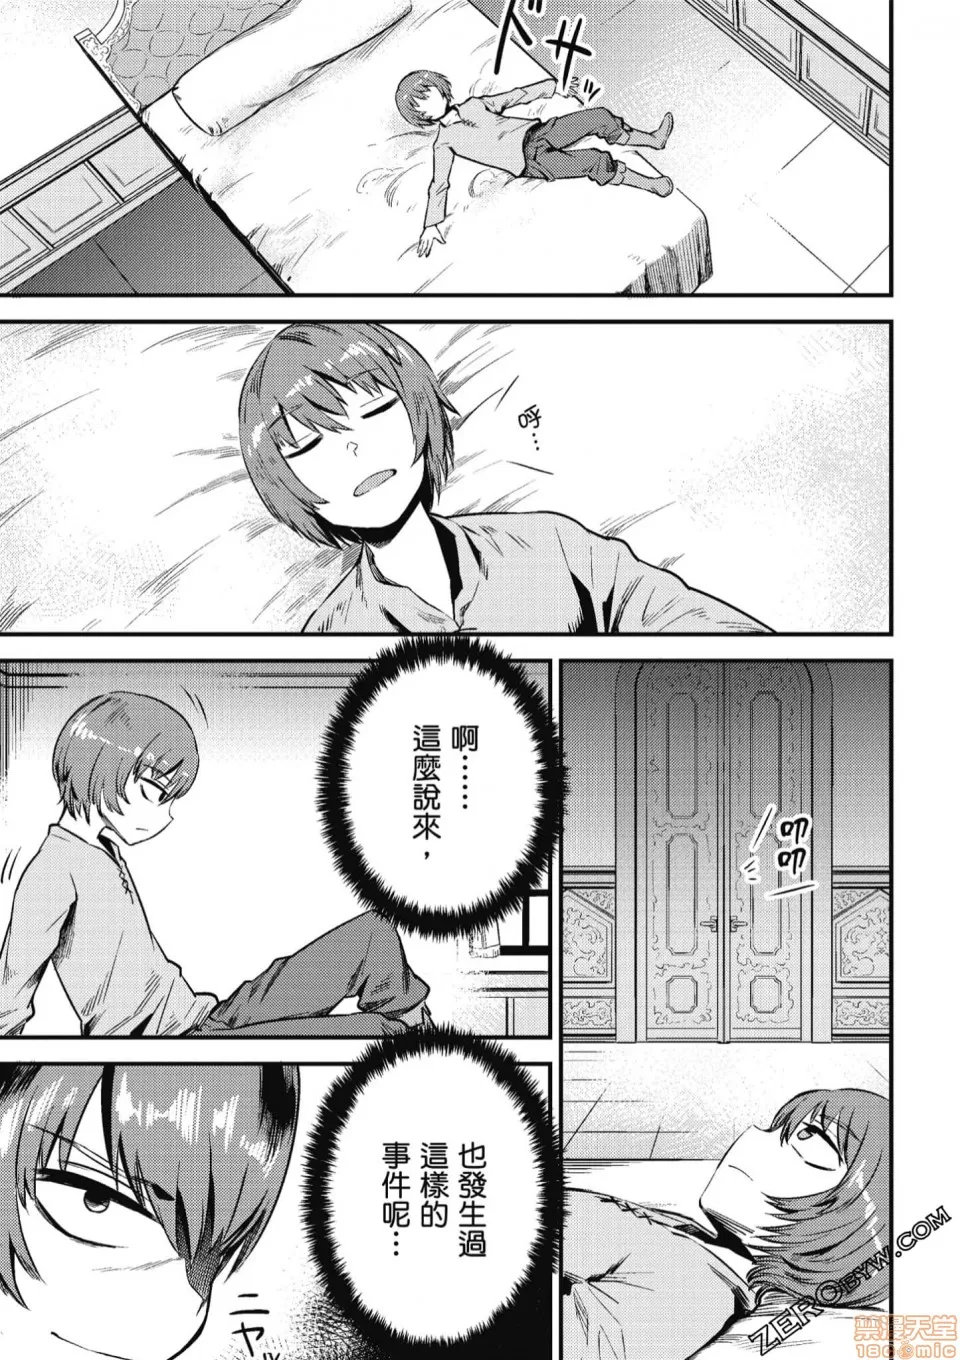 ドサッ
呼…
叩叩
啊……
這麼說來，
也發生過
這樣的
事件呢…
ニヤ
ZEROBYW.COM
禁漫天堂
18comic